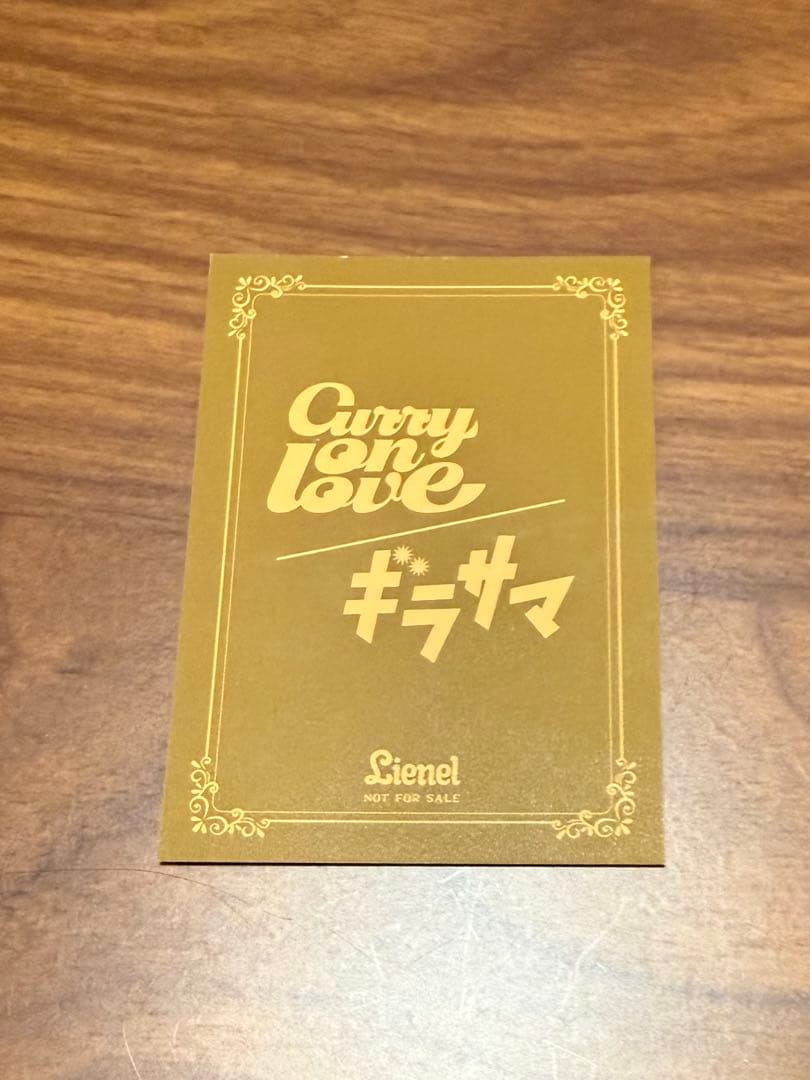 Curry
on
love
ギラサマ
Lienel
NOT FOR SALE